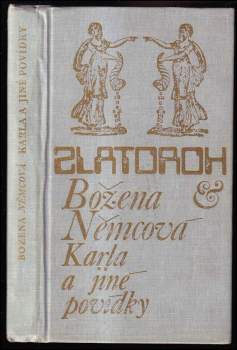 BOŽENA NĚMCOVÁ KARLA A JINÉ POVÍDKY
ZLATOROH
Božena &
Němcová
Karla
a jiné
povídky